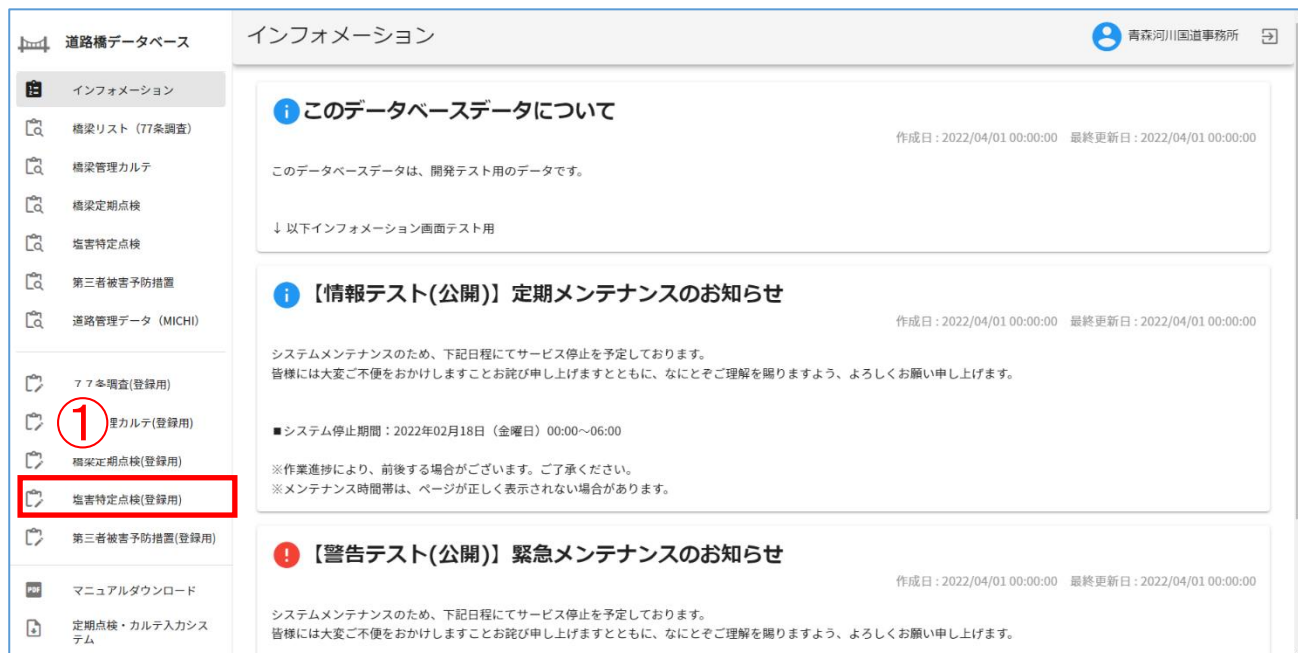 道路橋データベース
インフォメーション
橋梁リスト（77条調査）
橋梁管理カルテ
橋梁定期点検
塩害特定点検
第三者被害予防措置
道路管理データ（MICHI）
７７条調査(登録用)
①
理カルテ(登録用)
橋梁定期点検(登録用)
塩害特定点検(登録用)
第三者被害予防措置(登録用)
PDF マニュアルダウンロード
定期点検・カルテ入力シス
テム
インフォメーション
青森河川国道事務所
このデータベースデータについて
作成日 : 2022/04/01 00:00:00 最終更新日 : 2022/04/01 00:00:00
このデータベースデータは、開発テスト用のデータです。
↓以下インフォメーション画面テスト用
【情報テスト(公開)】定期メンテナンスのお知らせ
作成日 : 2022/04/01 00:00:00 最終更新日 : 2022/04/01 00:00:00
システムメンテナンスのため、下記日程にてサービス停止を予定しております。
皆様には大変ご不便をおかけしますことお詫び申し上げますとともに、なにとぞご理解を賜りますよう、よろしくお願い申し上げます。
■システム停止期間：2022年02月18日（金曜日）00:00～06:00
※作業進捗により、前後する場合がございます。ご了承ください。
※メンテナンス時間帯は、ページが正しく表示されない場合があります。
【警告テスト(公開)】緊急メンテナンスのお知らせ
作成日 : 2022/04/01 00:00:00 最終更新日 : 2022/04/01 00:00:00
システムメンテナンスのため、下記日程にてサービス停止を予定しております。
皆様には大変ご不便をおかけしますことお詫び申し上げますとともに、なにとぞご理解を賜りますよう、よろしくお願い申し上げます。